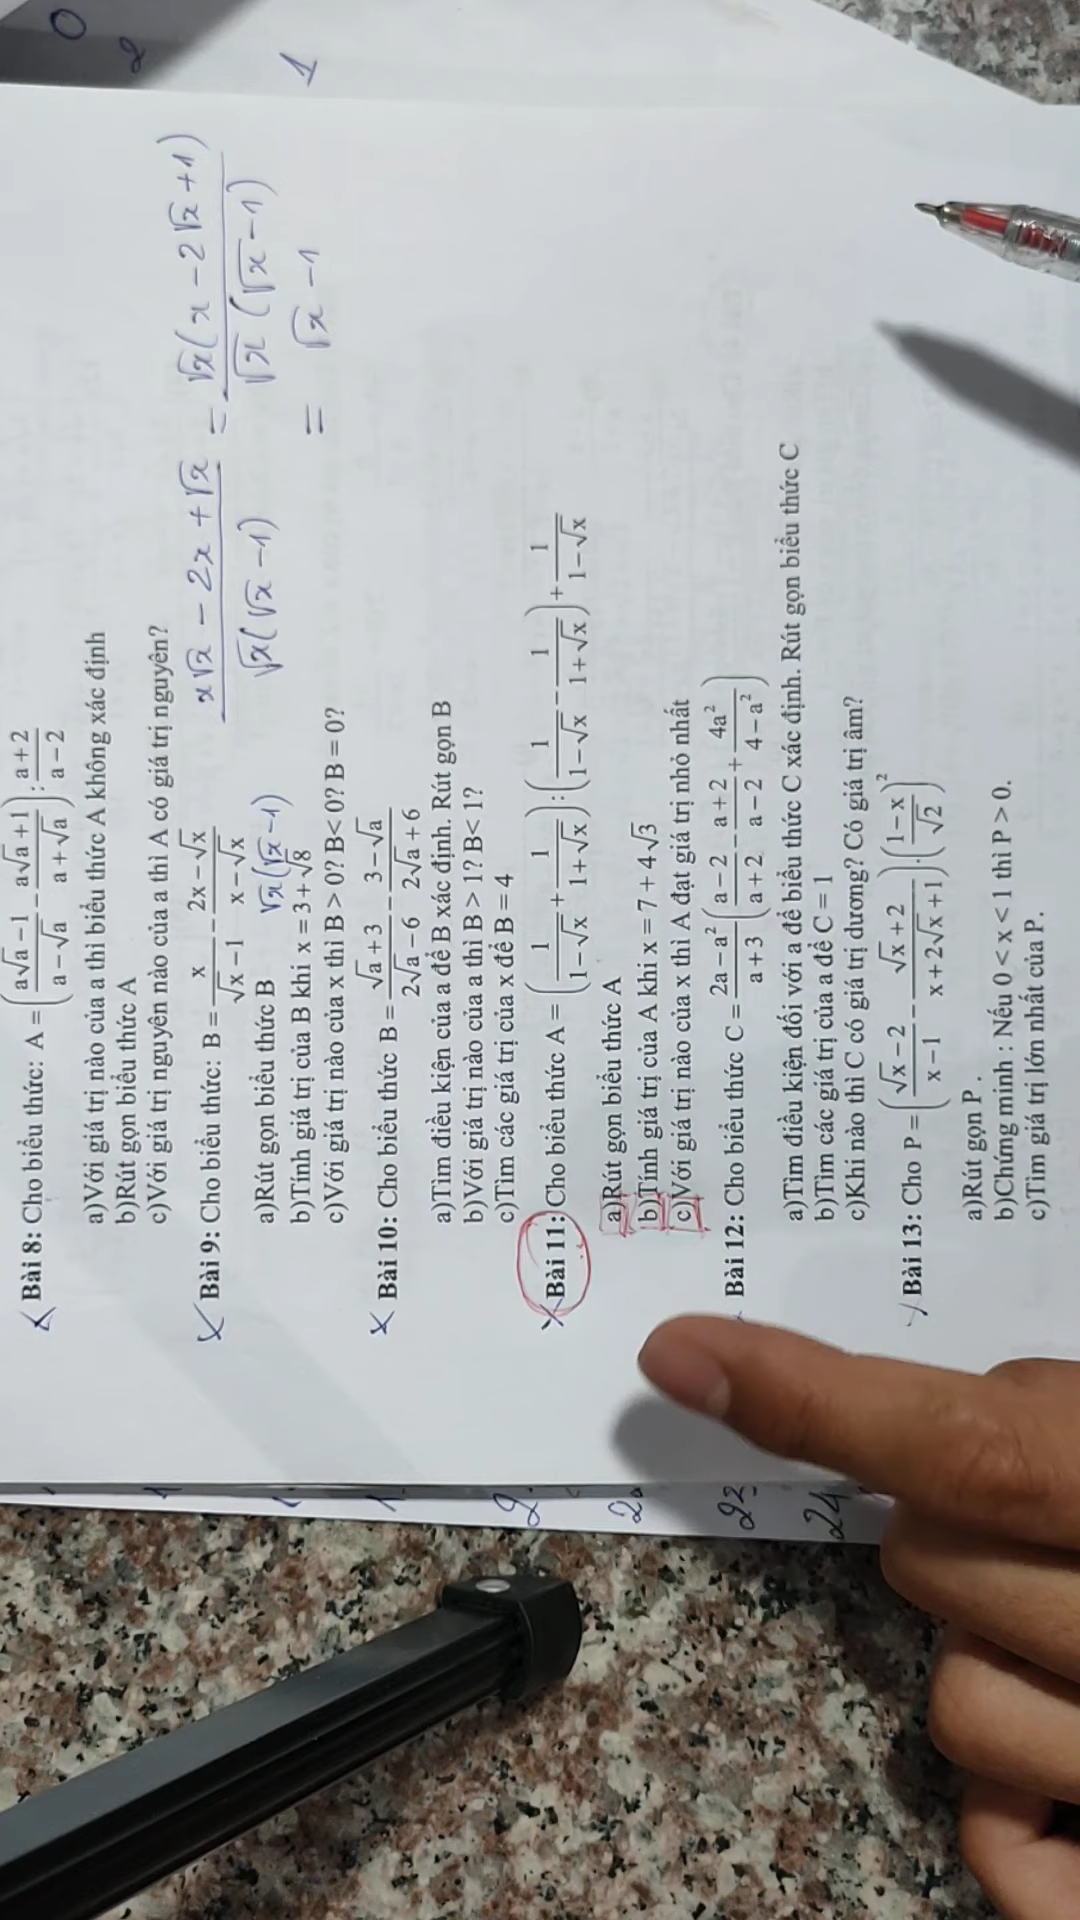 Bài 8: Cho biểu thức: A = ((a√a − 1)/(a − √a) − (a√a + 1)/(a + √a)) : (a + 2)/(a − 2)
a)Với giá trị nào của a thì biểu thức A không xác định
b)Rút gọn biểu thức A
c)Với giá trị nguyên nào của a thì A có giá trị nguyên?
Bài 9: Cho biểu thức: B = x/(√x − 1) − (2x − √x)/(x − √x)
√x(√x − 1)
(x√x − 2x + √x)/(√x(√x − 1)) = (√x(x − 2√x + 1))/(√x(√x − 1))
= √x − 1
a)Rút gọn biểu thức B
b)Tính giá trị của B khi x = 3 + √8
c)Với giá trị nào của x thì B > 0? B < 0? B = 0?
Bài 10: Cho biểu thức B = (√a + 3)/(2√a − 6) − (3 − √a)/(2√a + 6)
a)Tìm điều kiện của a để B xác định. Rút gọn B
b)Với giá trị nào của a thì B > 1? B < 1?
c)Tìm các giá trị của x để B = 4
Bài 11: Cho biểu thức A = (1/(1 − √x) + 1/(1 + √x)) : (1/(1 − √x) − 1/(1 + √x)) + 1/(1 − √x)
a)Rút gọn biểu thức A
b)Tính giá trị của A khi x = 7 + 4√3
c)Với giá trị nào của x thì A đạt giá trị nhỏ nhất
Bài 12: Cho biểu thức C = (2a − a²)/(a + 3) ((a − 2)/(a + 2) − (a + 2)/(a − 2) + 4a²/(4 − a²))
a)Tìm điều kiện đối với a để biểu thức C xác định. Rút gọn biểu thức C
b)Tìm các giá trị của a để C = 1
c)Khi nào thì C có giá trị dương? Có giá trị âm?
Bài 13: Cho P = ((√x − 2)/(x − 1) − (√x + 2)/(x + 2√x + 1)).((1 − x)/√2)²
a)Rút gọn P .
b)Chứng minh : Nếu 0 < x < 1 thì P > 0.
c)Tìm giá trị lớn nhất của P.
22
24
0
2
1